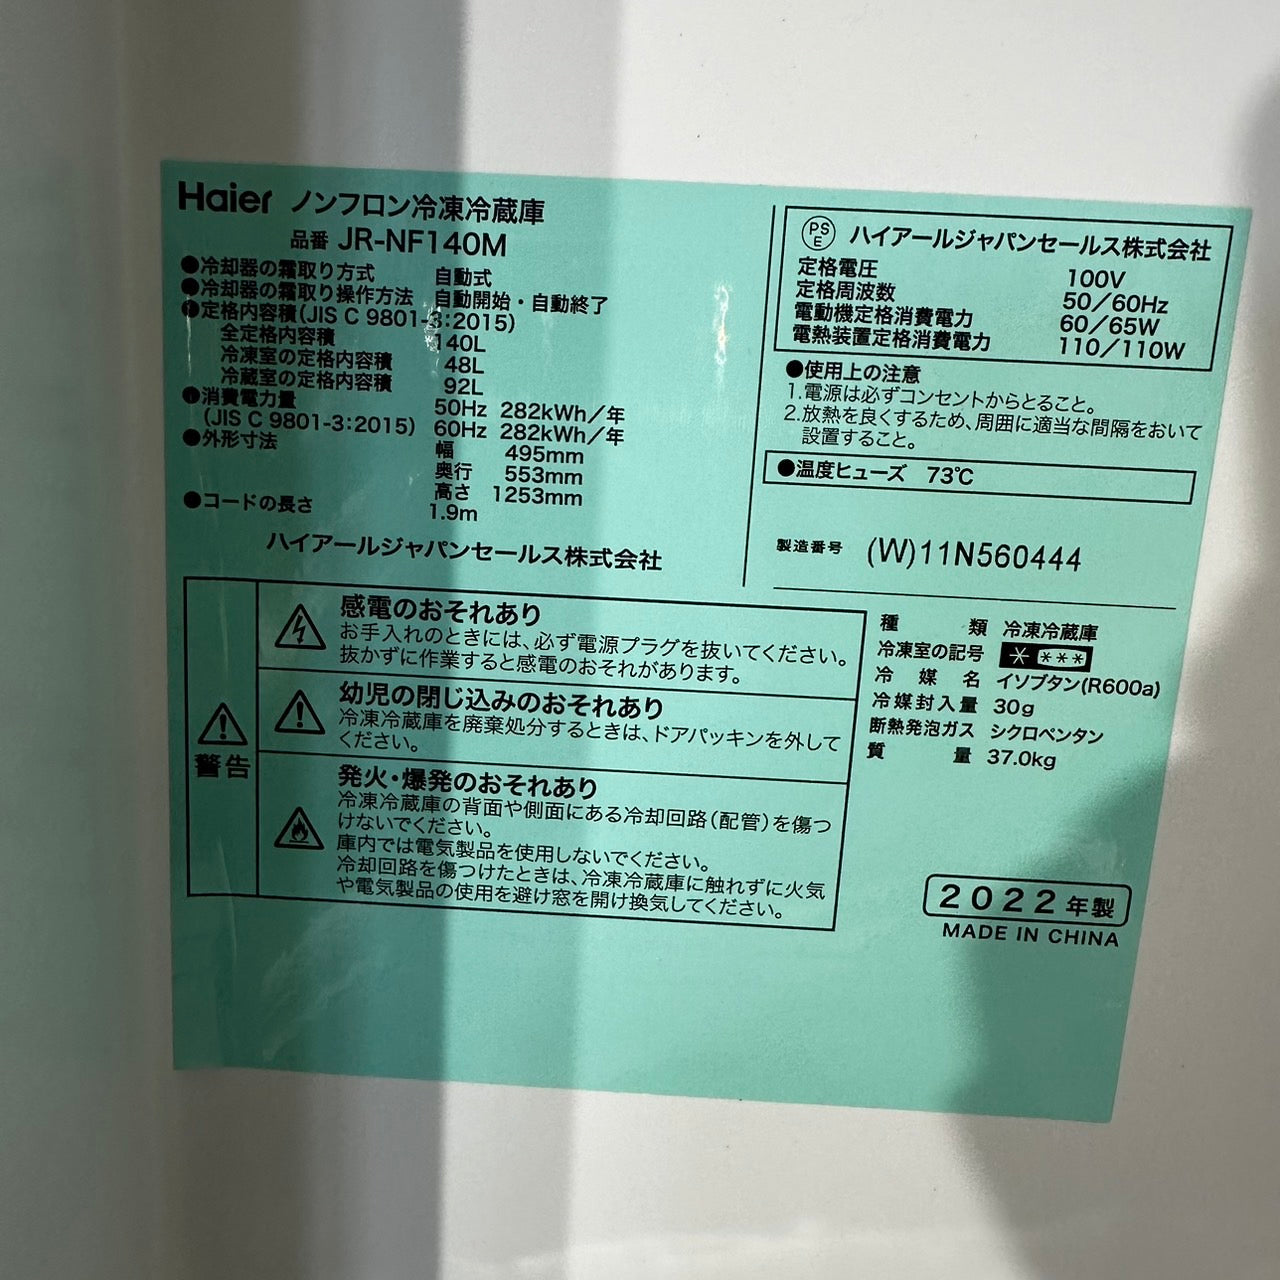 Haier ノンフロン冷凍冷蔵庫
品番 JR-NF140M
●冷却器の霜取り方式 自動式
●冷却器の霜取り操作方法 自動開始・自動終了
●定格内容積(JIS C 9801-3:2015)
全定格内容積 140L
冷凍室の定格内容積 48L
冷蔵室の定格内容積 92L
●消費電力量 50Hz 282kWh/年
(JIS C 9801-3:2015) 60Hz 282kWh/年
●外形寸法 幅 495mm
奥行 553mm
高さ 1253mm
●コードの長さ 1.9m
ハイアールジャパンセールス株式会社
PSE ハイアールジャパンセールス株式会社
定格電圧 100V
定格周波数 50/60Hz
電動機定格消費電力 60/65W
電熱装置定格消費電力 110/110W
●使用上の注意
1.電源は必ずコンセントからとること。
2.放熱を良くするため、周囲に適当な間隔をおいて
設置すること。
●温度ヒューズ 73℃
製造番号 (W)11N560444
警告
感電のおそれあり
お手入れのときには、必ず電源プラグを抜いてください。
抜かずに作業すると感電のおそれがあります。
幼児の閉じ込みのおそれあり
冷凍冷蔵庫を廃棄処分するときは、ドアパッキンを外して
ください。
発火・爆発のおそれあり
冷凍冷蔵庫の背面や側面にある冷却回路(配管)を傷つ
けないでください。
庫内では電気製品を使用しないでください。
冷却回路を傷つけたときは、冷凍冷蔵庫に触れずに火気
や電気製品の使用を避け窓を開け換気してください。
種類 冷凍冷蔵庫
冷凍室の記号 * ***
冷媒名 イソブタン(R600a)
冷媒封入量 30g
断熱発泡ガス シクロペンタン
質量 37.0kg
2022年製
MADE IN CHINA